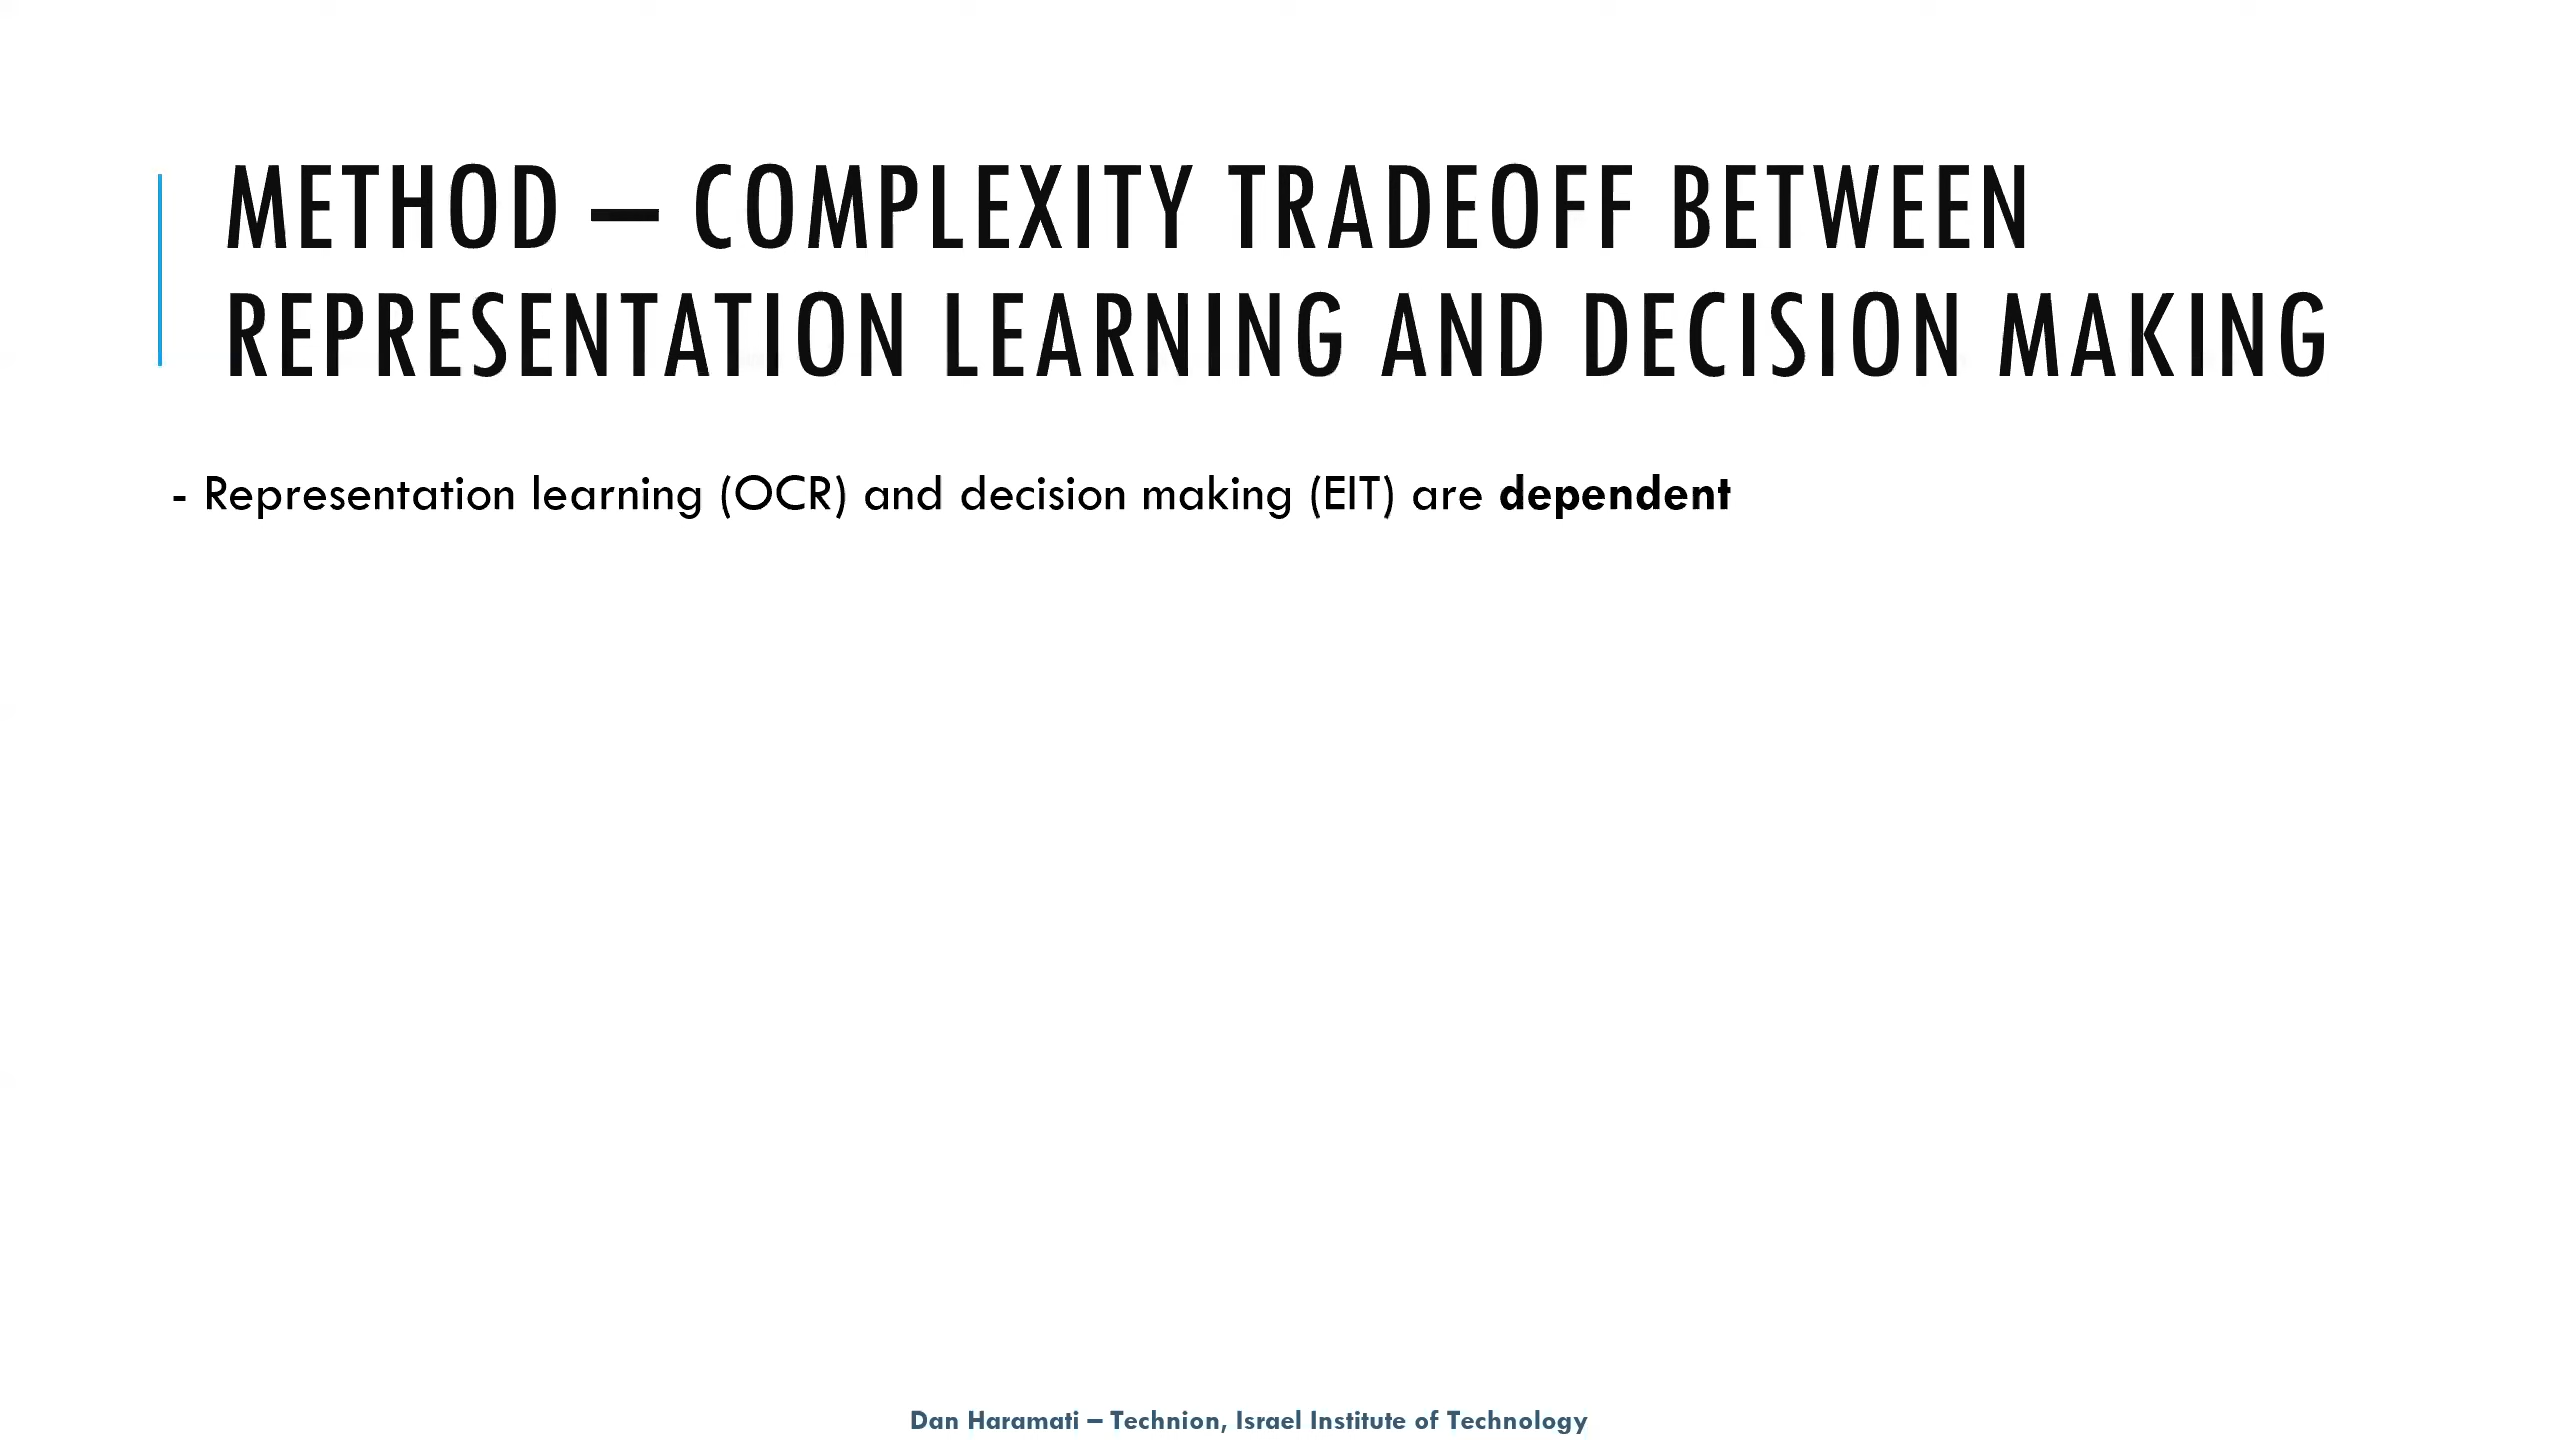 METHOD – COMPLEXITY TRADEOFF BETWEEN
REPRESENTATION LEARNING AND DECISION MAKING
- Representation learning (OCR) and decision making (EIT) are dependent
Dan Haramati – Technion, Israel Institute of Technology